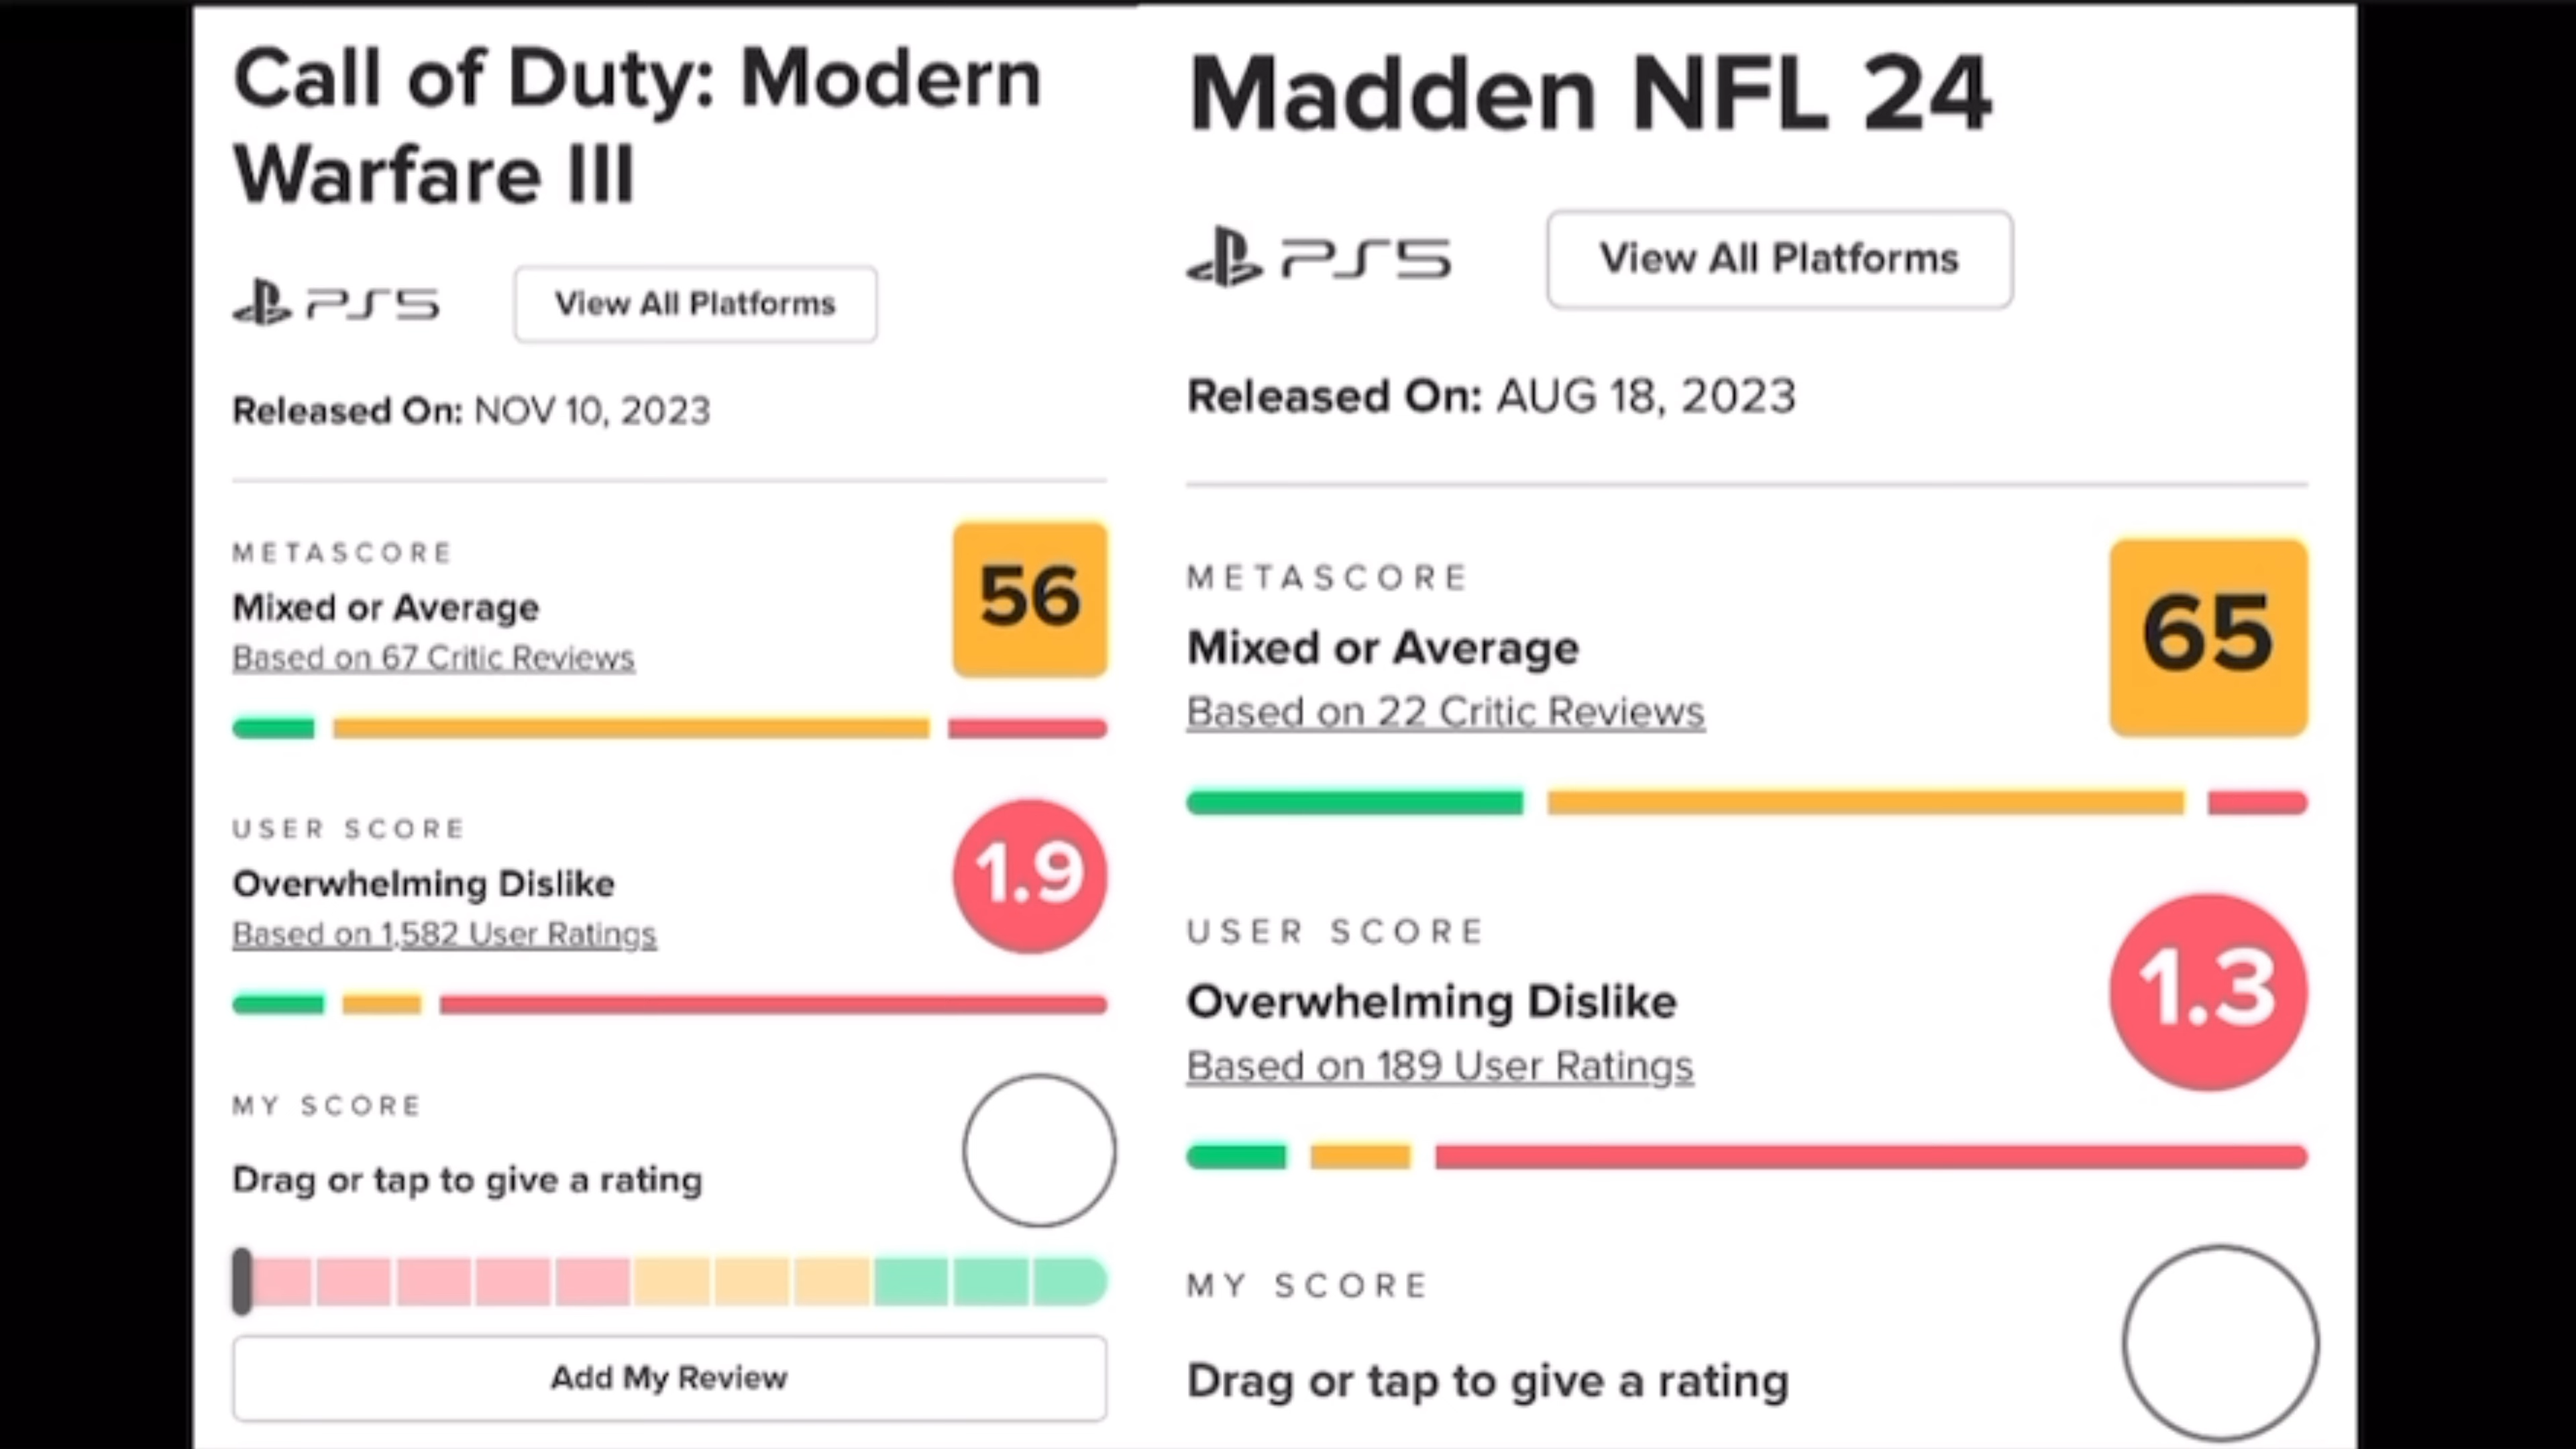 Call of Duty: Modern
Warfare III
PS5
View All Platforms
Released On: NOV 10, 2023
METASCORE
Mixed or Average
Based on 67 Critic Reviews
56
USER SCORE
Overwhelming Dislike
Based on 1,582 User Ratings
1.9
MY SCORE
Drag or tap to give a rating
Add My Review
Madden NFL 24
PS5
View All Platforms
Released On: AUG 18, 2023
METASCORE
Mixed or Average
Based on 22 Critic Reviews
65
USER SCORE
Overwhelming Dislike
Based on 189 User Ratings
1.3
MY SCORE
Drag or tap to give a rating